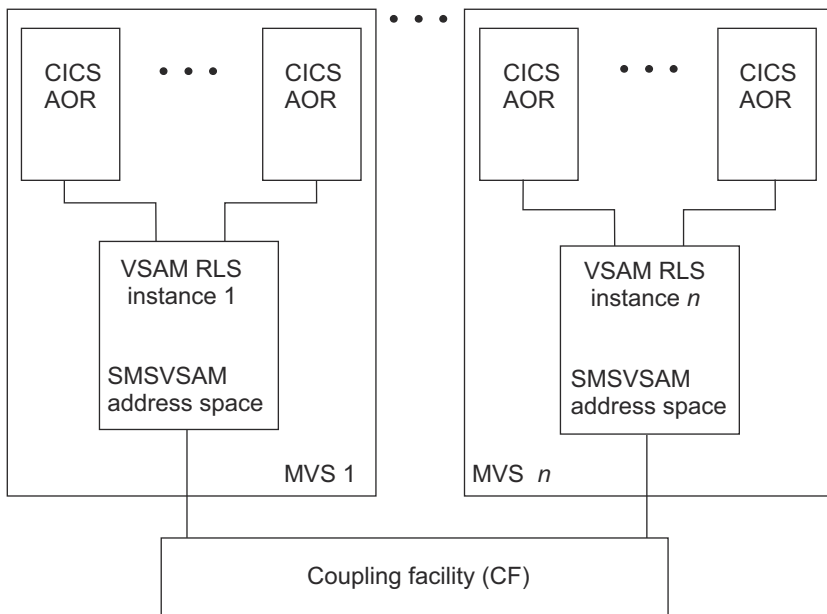 CICS
AOR
CICS
AOR
VSAM RLS
instance 1
SMSVSAM
address space
MVS 1
CICS
AOR
CICS
AOR
VSAM RLS
instance n
SMSVSAM
address space
MVS n
Coupling facility (CF)